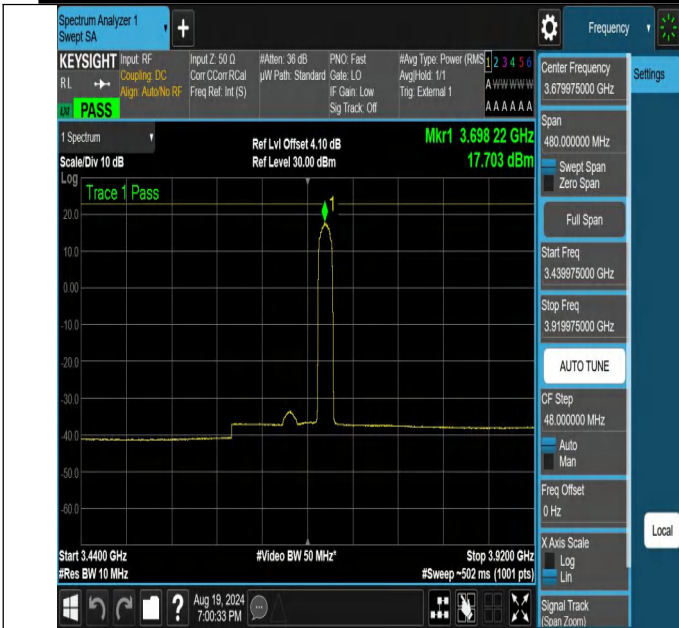 Spectrum Analyzer 1
Swept SA
+
Frequency
KEYSIGHT
RL
PASS
Input: RF
Coupling: DC
Align: Auto/No RF
Input Z: 50 Ω
Corr CCorr RCal
Freq Ref: Int (S)
#Atten: 36 dB
µW Path: Standard
PNO: Fast
Gate: LO
IF Gain: Low
Sig Track: Off
#Avg Type: Power (RMS
Avg|Hold: 1/1
Trig: External 1
1 2 3 4 5 6
A W W W W W
A A A A A A
1 Spectrum
Scale/Div 10 dB
Log
Ref Lvl Offset 4.10 dB
Ref Level 30.00 dBm
Mkr1 3.698 22 GHz
17.703 dBm
Trace 1 Pass
1
20.0
10.0
0.00
-10.0
-20.0
-30.0
-40.0
-50.0
-60.0
Start 3.4400 GHz
#Res BW 10 MHz
#Video BW 50 MHz*
Stop 3.9200 GHz
#Sweep ~502 ms (1001 pts)
?
Aug 19, 2024
7:00:33 PM
Center Frequency
3.679975000 GHz
Span
480.000000 MHz
Swept Span
Zero Span
Full Span
Start Freq
3.439975000 GHz
Stop Freq
3.919975000 GHz
AUTO TUNE
CF Step
48.000000 MHz
Auto
Man
Freq Offset
0 Hz
X Axis Scale
Log
Lin
Signal Track
(Span Zoom)
Settings
Local